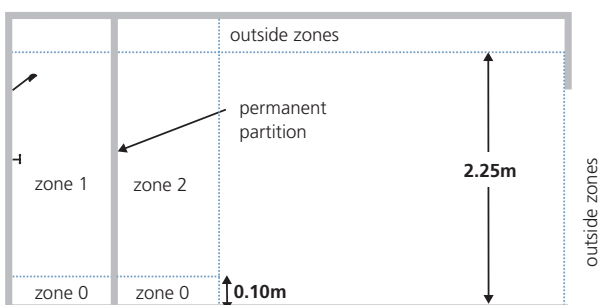 outside zones
permanent
partition
2.25m
zone 1
zone 2
outside zones
zone 0
zone 0
0.10m